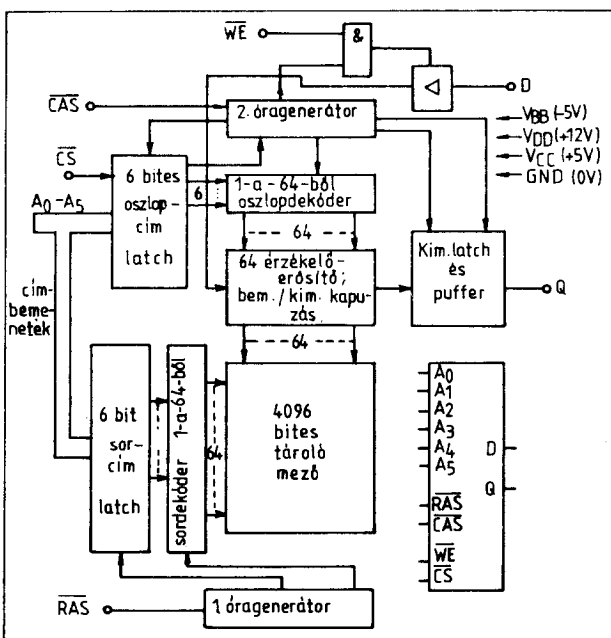 WE
&
D
CAS
2. óragenerátor
VBB (-5V)
VDD (+12V)
VCC (+5V)
GND (0V)
CS
6 bites
oszlop-
cím
latch
6
1-a-64-ből
oszlopdekóder
A0-A5
64
64 érzékelő-
erősítő;
bem./kim. kapu-
zás
Kim. latch
és
puffer
Q
cím-
beme-
netek
64
6 bit
sor-
cím
latch
sordekóder 1-a-64-ből
64
4096
bites
tároló
mező
A0
A1
A2
A3
A4
A5
D
Q
RAS
CAS
WE
CS
RAS
1. óragenerátor